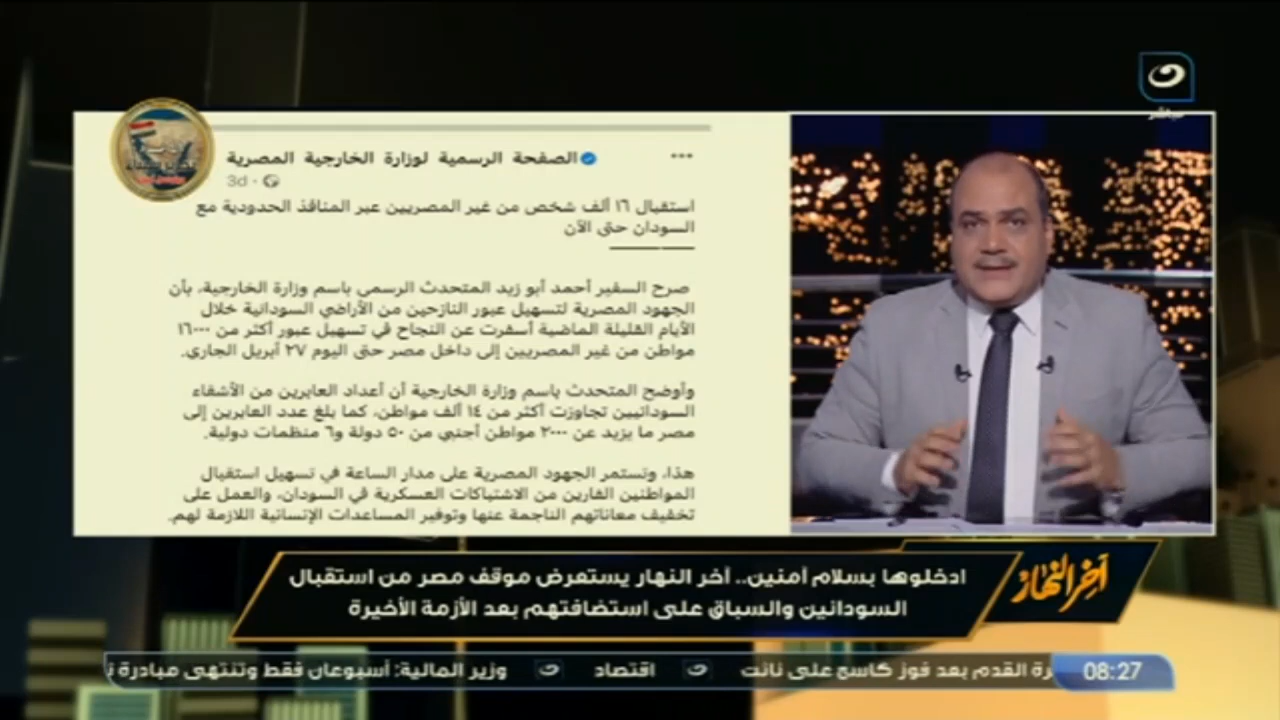 مباشر
الصفحة الرسمية لوزارة الخارجية المصرية
3d
استقبال ١٦ ألف شخص من غير المصريين عبر المنافذ الحدودية مع
السودان حتى الآن
صرح السفير أحمد أبو زيد المتحدث الرسمي باسم وزارة الخارجية، بأن
الجهود المصرية لتسهيل عبور النازحين من الأراضي السودانية خلال
الأيام القليلة الماضية أسفرت عن النجاح في تسهيل عبور أكثر من ١٦٠٠٠
مواطن من غير المصريين إلى داخل مصر حتى اليوم ٢٧ أبريل الجاري.
وأوضح المتحدث باسم وزارة الخارجية أن أعداد العابرين من الأشقاء
السودانيين تجاوزت أكثر من ١٤ ألف مواطن، كما بلغ عدد العابرين إلى
مصر ما يزيد عن ٢٠٠٠ مواطن أجنبي من ٥٠ دولة و٦ منظمات دولية.
هذا، وتستمر الجهود المصرية على مدار الساعة في تسهيل استقبال
المواطنين الفارين من الاشتباكات العسكرية في السودان، والعمل على
تخفيف معاناتهم الناجمة عنها وتوفير المساعدات الإنسانية اللازمة لهم.
آخر النهار
ادخلوها بسلام آمنين.. آخر النهار يستعرض موقف مصر من استقبال
السودانين والسباق على استضافتهم بعد الأزمة الأخيرة
08:27
رة القدم بعد فوز كاسح على نانت اقتصاد وزير المالية: أسبوعان فقط وتنتهى مبادرة